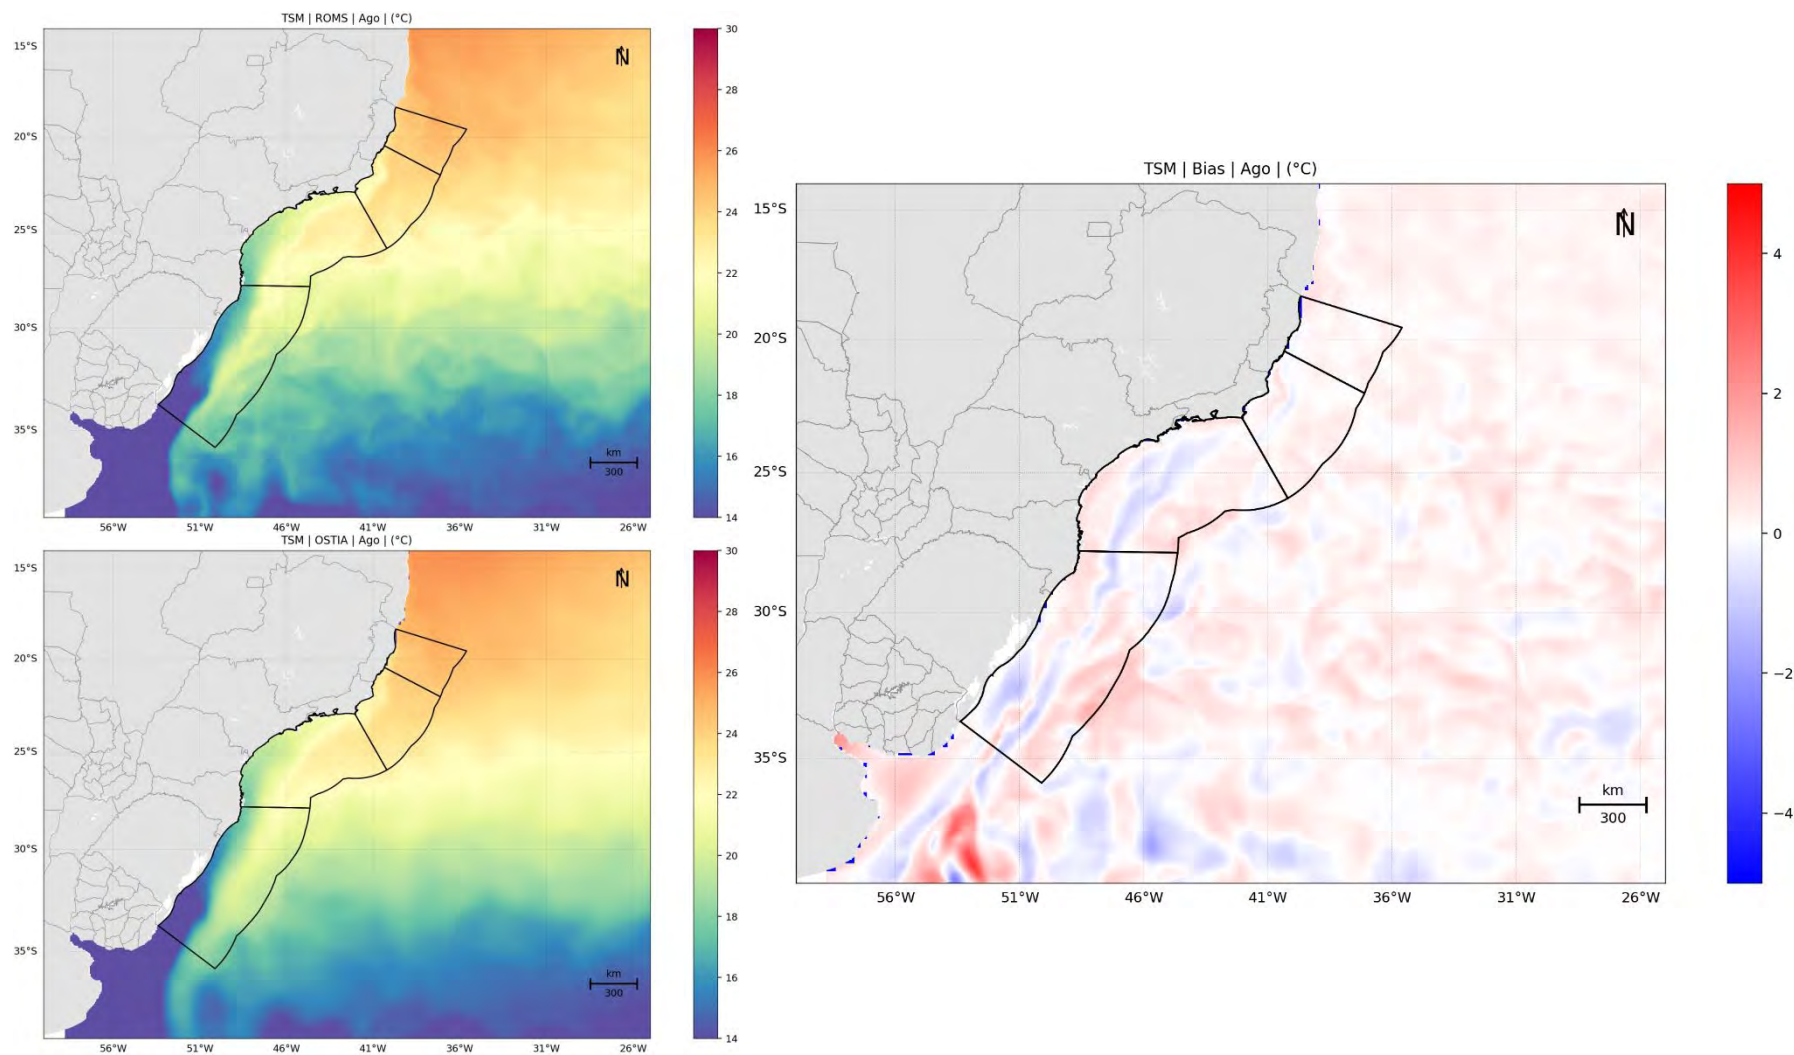 TSM | ROMS | Ago | (°C)
15°S
20°S
25°S
30°S
35°S
56°W
51°W
46°W
41°W
36°W
31°W
26°W
N
km
300
30
28
26
24
22
20
18
16
14
TSM | OSTIA | Ago | (°C)
15°S
20°S
25°S
30°S
35°S
56°W
51°W
46°W
41°W
36°W
31°W
26°W
N
km
300
30
28
26
24
22
20
18
16
14
TSM | Bias | Ago | (°C)
15°S
20°S
25°S
30°S
35°S
56°W
51°W
46°W
41°W
36°W
31°W
26°W
N
km
300
4
2
0
−2
−4